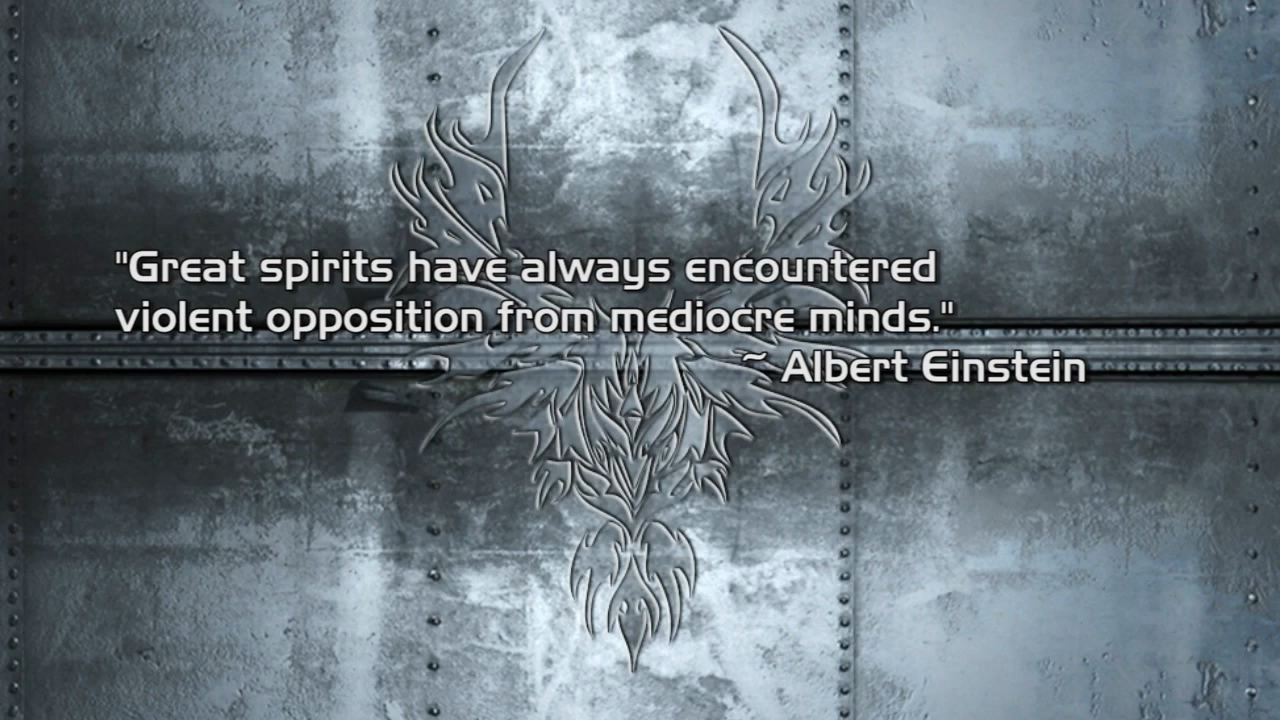 "Great spirits have always encountered
violent opposition from mediocre minds."
~ Albert Einstein